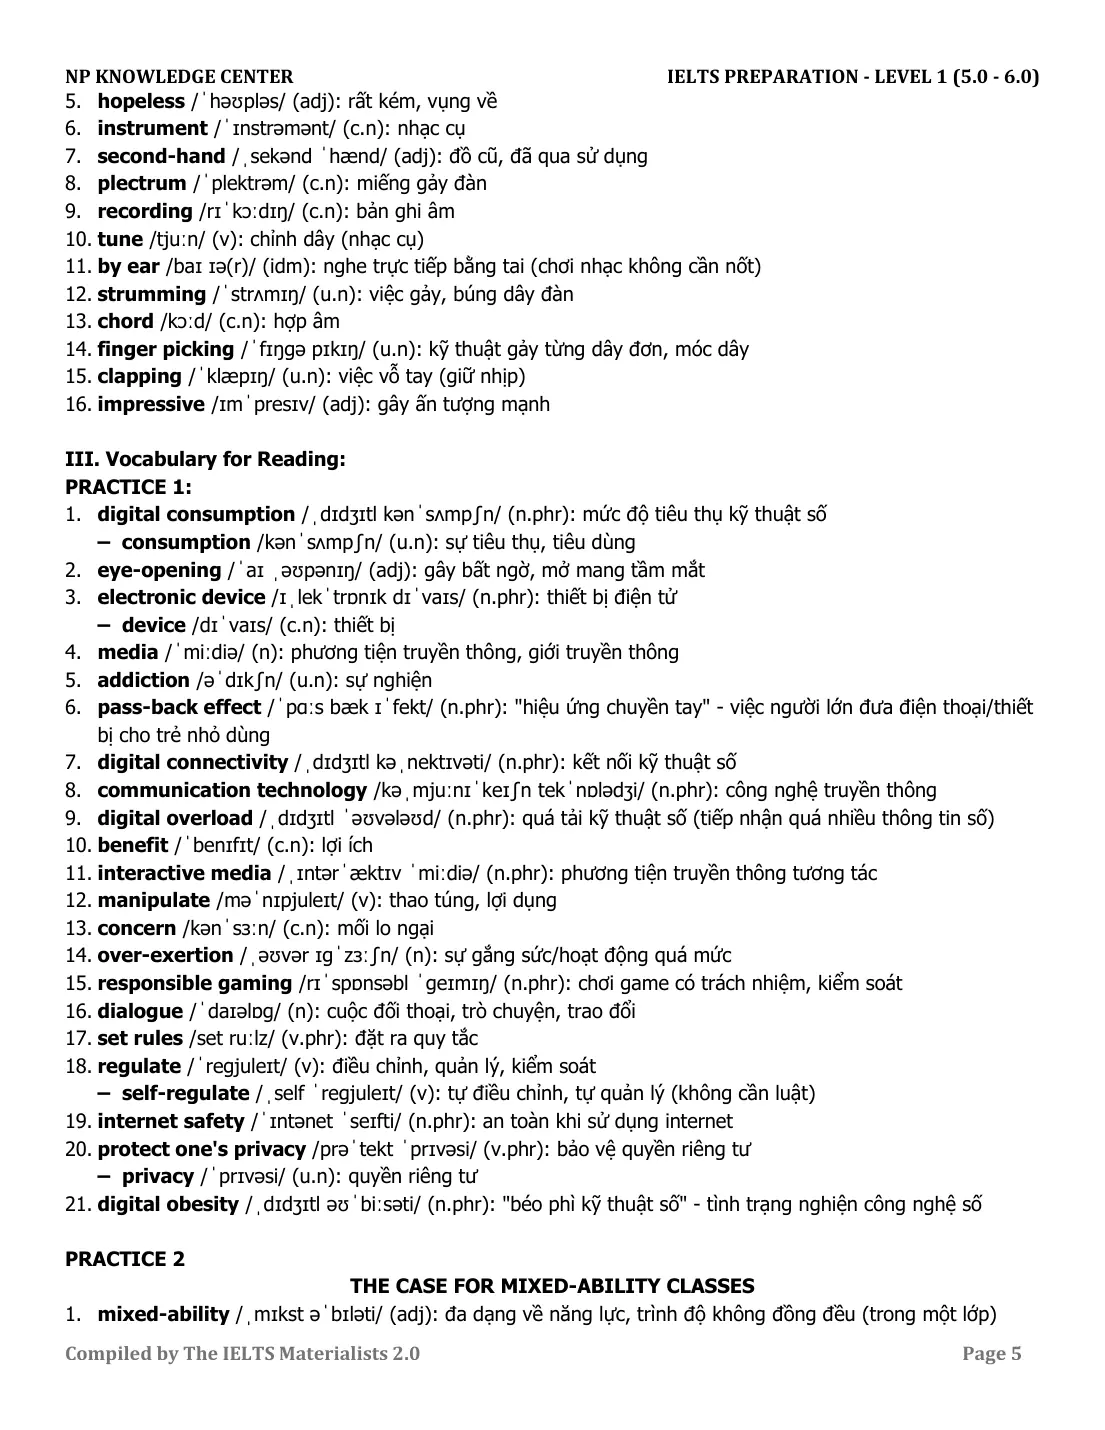 NP KNOWLEDGE CENTER IELTS PREPARATION - LEVEL 1 (5.0 - 6.0)
5. hopeless /ˈhəʊpləs/ (adj): rất kém, vụng về
6. instrument /ˈɪnstrəmənt/ (c.n): nhạc cụ
7. second-hand /ˌsekənd ˈhænd/ (adj): đồ cũ, đã qua sử dụng
8. plectrum /ˈplektrəm/ (c.n): miếng gảy đàn
9. recording /rɪˈkɔːdɪŋ/ (c.n): bản ghi âm
10. tune /tjuːn/ (v): chỉnh dây (nhạc cụ)
11. by ear /baɪ ɪə(r)/ (idm): nghe trực tiếp bằng tai (chơi nhạc không cần nốt)
12. strumming /ˈstrʌmɪŋ/ (u.n): việc gảy, búng dây đàn
13. chord /kɔːd/ (c.n): hợp âm
14. finger picking /ˈfɪŋgə pɪkɪŋ/ (u.n): kỹ thuật gảy từng dây đơn, móc dây
15. clapping /ˈklæpɪŋ/ (u.n): việc vỗ tay (giữ nhịp)
16. impressive /ɪmˈpresɪv/ (adj): gây ấn tượng mạnh
III. Vocabulary for Reading:
PRACTICE 1:
1. digital consumption /ˌdɪdʒɪtl kənˈsʌmpʃn/ (n.phr): mức độ tiêu thụ kỹ thuật số
– consumption /kənˈsʌmpʃn/ (u.n): sự tiêu thụ, tiêu dùng
2. eye-opening /ˈaɪ ˌəʊpənɪŋ/ (adj): gây bất ngờ, mở mang tầm mắt
3. electronic device /ɪˌlekˈtrɒnɪk dɪˈvaɪs/ (n.phr): thiết bị điện tử
– device /dɪˈvaɪs/ (c.n): thiết bị
4. media /ˈmiːdiə/ (n): phương tiện truyền thông, giới truyền thông
5. addiction /əˈdɪkʃn/ (u.n): sự nghiện
6. pass-back effect /ˈpɑːs bæk ɪˈfekt/ (n.phr): "hiệu ứng chuyền tay" - việc người lớn đưa điện thoại/thiết
bị cho trẻ nhỏ dùng
7. digital connectivity /ˌdɪdʒɪtl kəˌnektɪvəti/ (n.phr): kết nối kỹ thuật số
8. communication technology /kəˌmjuːnɪˈkeɪʃn tekˈnɒlədʒi/ (n.phr): công nghệ truyền thông
9. digital overload /ˌdɪdʒɪtl ˈəʊvələʊd/ (n.phr): quá tải kỹ thuật số (tiếp nhận quá nhiều thông tin số)
10. benefit /ˈbenɪfɪt/ (c.n): lợi ích
11. interactive media /ˌɪntərˈæktɪv ˈmiːdiə/ (n.phr): phương tiện truyền thông tương tác
12. manipulate /məˈnɪpjuleɪt/ (v): thao túng, lợi dụng
13. concern /kənˈsɜːn/ (c.n): mối lo ngại
14. over-exertion /ˌəʊvər ɪgˈzɜːʃn/ (n): sự gắng sức/hoạt động quá mức
15. responsible gaming /rɪˈspɒnsəbl ˈgeɪmɪŋ/ (n.phr): chơi game có trách nhiệm, kiểm soát
16. dialogue /ˈdaɪəlɒg/ (n): cuộc đối thoại, trò chuyện, trao đổi
17. set rules /set ruːlz/ (v.phr): đặt ra quy tắc
18. regulate /ˈregjuleɪt/ (v): điều chỉnh, quản lý, kiểm soát
– self-regulate /ˌself ˈregjuleɪt/ (v): tự điều chỉnh, tự quản lý (không cần luật)
19. internet safety /ˈɪntənet ˈseɪfti/ (n.phr): an toàn khi sử dụng internet
20. protect one's privacy /prəˈtekt ˈprɪvəsi/ (v.phr): bảo vệ quyền riêng tư
– privacy /ˈprɪvəsi/ (u.n): quyền riêng tư
21. digital obesity /ˌdɪdʒɪtl əʊˈbiːsəti/ (n.phr): "béo phì kỹ thuật số" - tình trạng nghiện công nghệ số
PRACTICE 2
THE CASE FOR MIXED-ABILITY CLASSES
1. mixed-ability /ˌmɪkst əˈbɪləti/ (adj): đa dạng về năng lực, trình độ không đồng đều (trong một lớp)
Compiled by The IELTS Materialists 2.0 Page 5